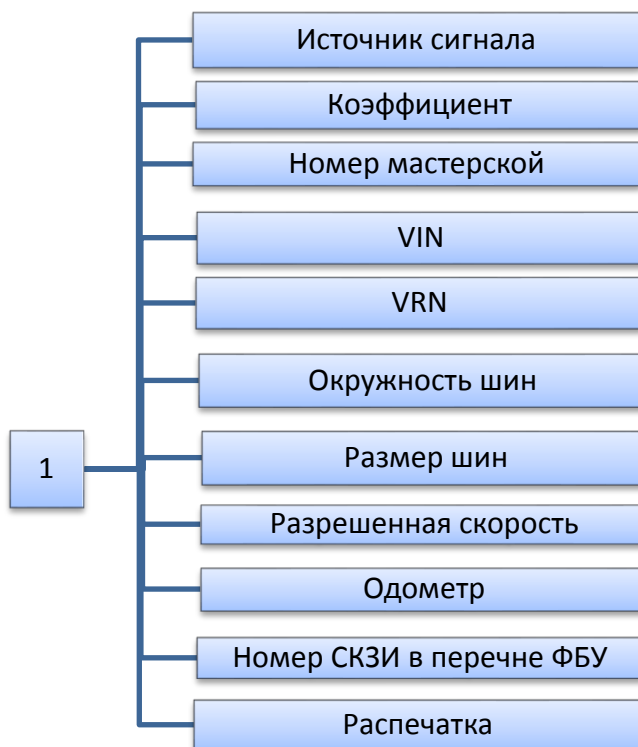 Источник сигнала
Коэффициент
Номер мастерской
VIN
VRN
Окружность шин
1
Размер шин
Разрешенная скорость
Одометр
Номер СКЗИ в перечне ФБУ
Распечатка